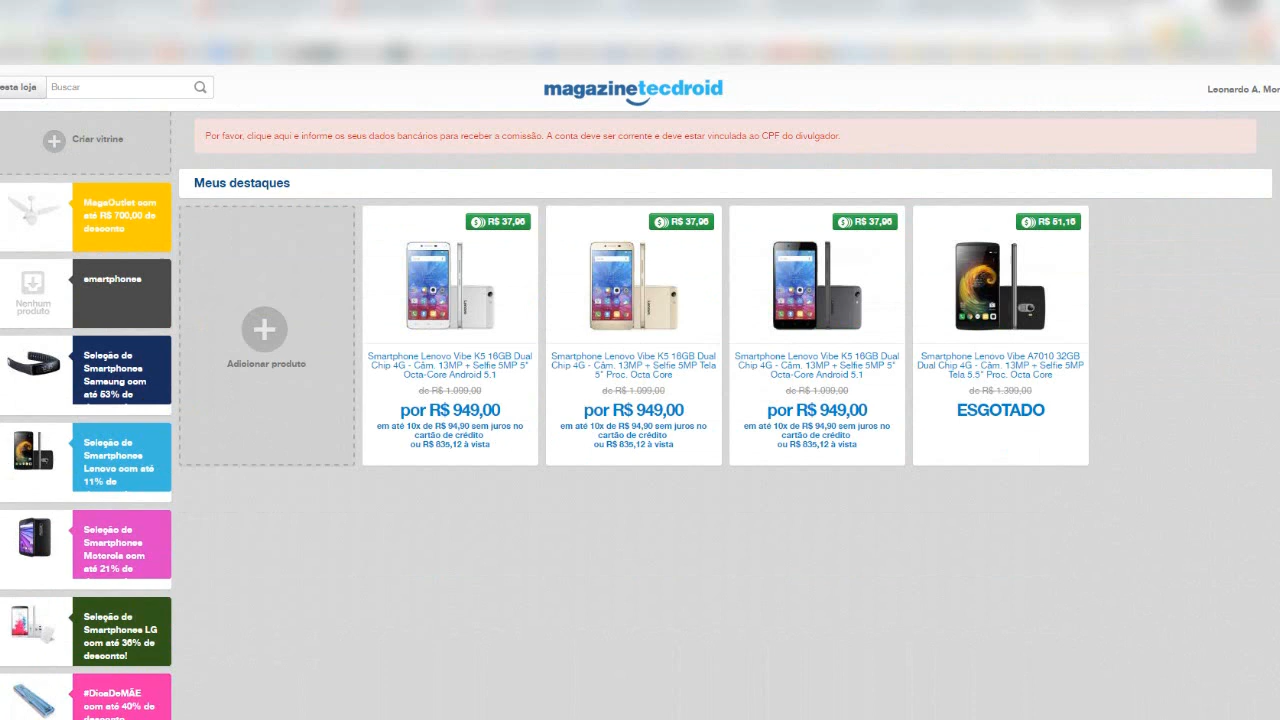 esta loja
Buscar
magazinetecdroid
Leonardo A. Mor
Criar vitrine
Por favor, clique aqui e informe os seus dados bancários para receber a comissão. A conta deve ser corrente e deve estar vinculada ao CPF do divulgador.
Meus destaques
MagaOutlet com
até R$ 700,00 de
desconto
Nenhum
produto
smartphones
Seleção de
Smartphones
Samsung com
até 53% de
Seleção de
Smartphones
Lenovo com até
11% de
Seleção de
Smartphones
Motorola com
até 21% de
Seleção de
Smartphones LG
com até 36% de
desconto!
#DicaDeMÃE
com até 40% de
desconto
Adicionar produto
R$ 37,96
Smartphone Lenovo Vibe K5 16GB Dual
Chip 4G - Câm. 13MP + Selfie 5MP 5"
Octa-Core Android 5.1
de R$ 1.099,00
por R$ 949,00
em até 10x de R$ 94,90 sem juros no
cartão de crédito
ou R$ 835,12 à vista
R$ 37,96
Smartphone Lenovo Vibe K5 16GB Dual
Chip 4G - Câm. 13MP + Selfie 5MP Tela
5" Proc. Octa Core
de R$ 1.099,00
por R$ 949,00
em até 10x de R$ 94,90 sem juros no
cartão de crédito
ou R$ 835,12 à vista
R$ 37,96
Smartphone Lenovo Vibe K5 16GB Dual
Chip 4G - Câm. 13MP + Selfie 5MP 5"
Octa-Core Android 5.1
de R$ 1.099,00
por R$ 949,00
em até 10x de R$ 94,90 sem juros no
cartão de crédito
ou R$ 835,12 à vista
R$ 51,16
Smartphone Lenovo Vibe A7010 32GB
Dual Chip 4G - Câm. 13MP + Selfie 5MP
Tela 5.5" Proc. Octa Core
de R$ 1.399,00
ESGOTADO